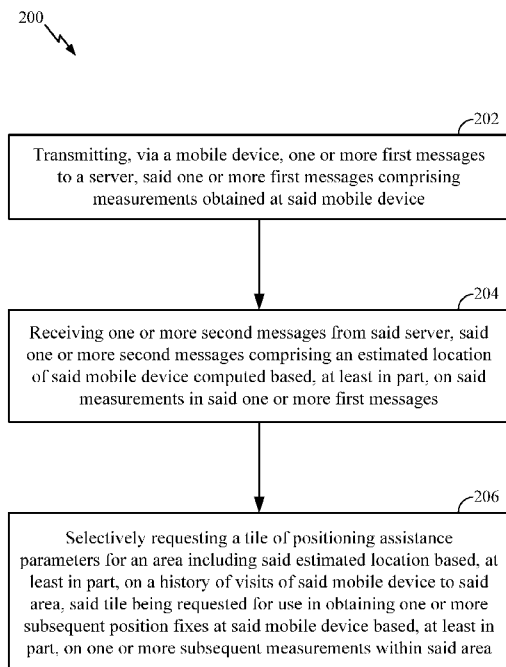 200
202
Transmitting, via a mobile device, one or more first messages
to a server, said one or more first messages comprising
measurements obtained at said mobile device
204
Receiving one or more second messages from said server, said
one or more second messages comprising an estimated location
of said mobile device computed based, at least in part, on said
measurements in said one or more first messages
206
Selectively requesting a tile of positioning assistance
parameters for an area including said estimated location based, at
least in part, on a history of visits of said mobile device to said
area, said tile being requested for use in obtaining one or more
subsequent position fixes at said mobile device based, at least in
part, on one or more subsequent measurements within said area